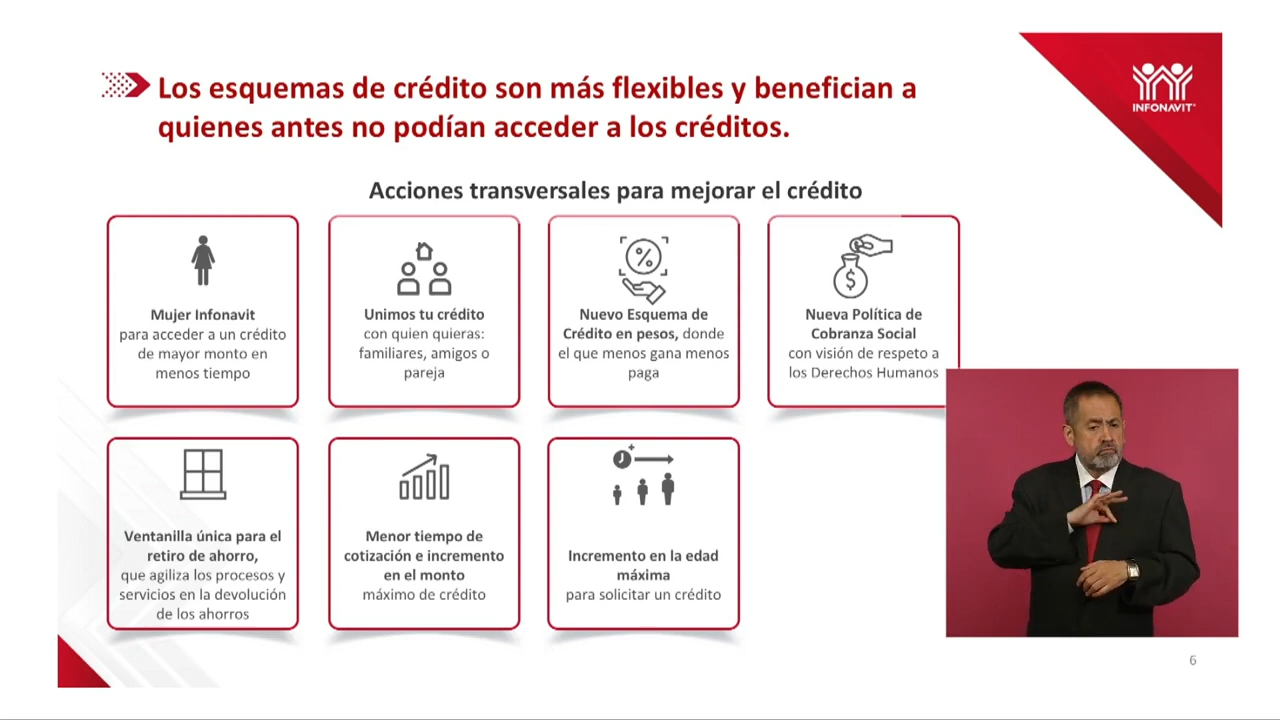 Los esquemas de crédito son más flexibles y benefician a
quienes antes no podían acceder a los créditos.
INFONAVIT
Acciones transversales para mejorar el crédito
Mujer Infonavit
para acceder a un crédito
de mayor monto en
menos tiempo
Unimos tu crédito
con quien quieras:
familiares, amigos o
pareja
%
Nuevo Esquema de
Crédito en pesos, donde
el que menos gana menos
paga
$
Nueva Política de
Cobranza Social
con visión de respeto a
los Derechos Humanos
Ventanilla única para el
retiro de ahorro,
que agiliza los procesos y
servicios en la devolución
de los ahorros
Menor tiempo de
cotización e incremento
en el monto
máximo de crédito
Incremento en la edad
máxima
para solicitar un crédito
6